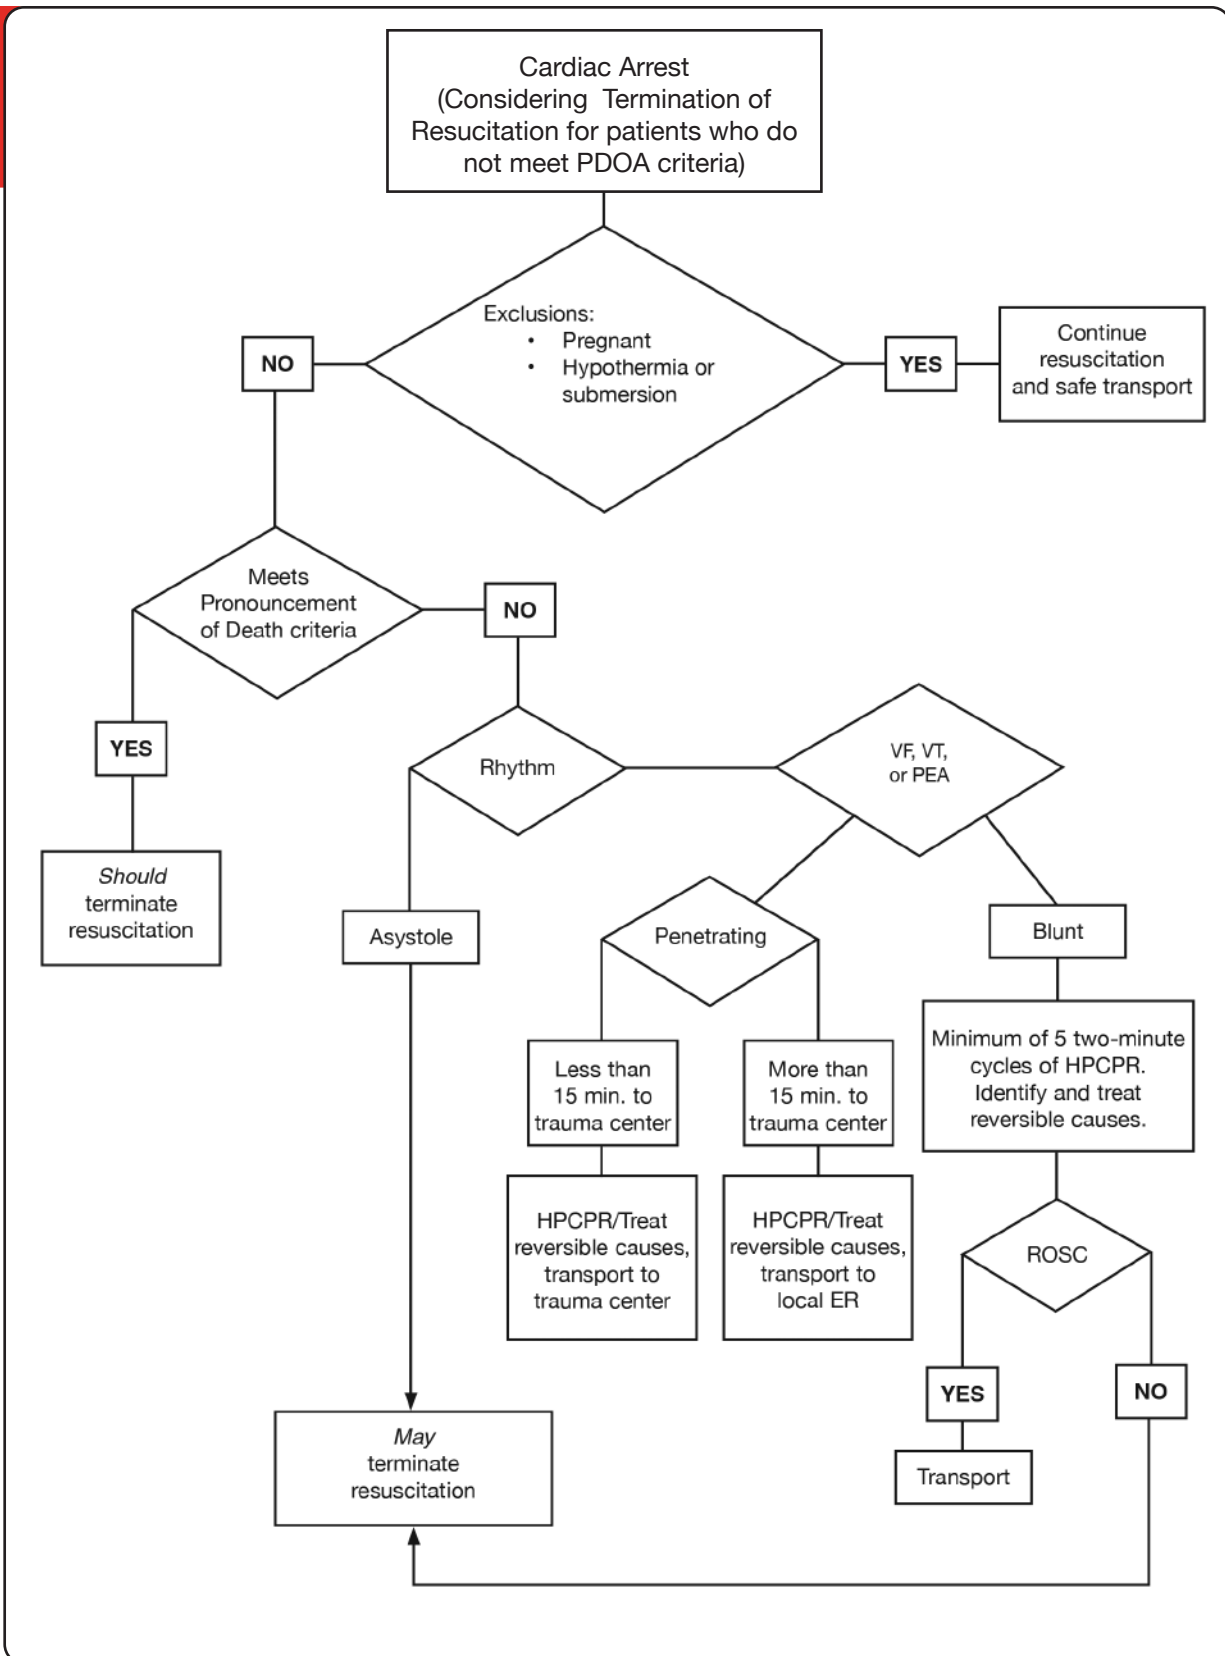 Cardiac Arrest
(Considering Termination of
Resucitation for patients who do
not meet PDOA criteria)
Exclusions:
• Pregnant
• Hypothermia or
submersion
NO
YES
Continue
resuscitation
and safe transport
Meets
Pronouncement
of Death criteria
NO
YES
Should
terminate
resuscitation
Rhythm
VF, VT,
or PEA
Asystole
Penetrating
Blunt
Less than
15 min. to
trauma center
More than
15 min. to
trauma center
Minimum of 5 two-minute
cycles of HPCPR.
Identify and treat
reversible causes.
HPCPR/Treat
reversible causes,
transport to
trauma center
HPCPR/Treat
reversible causes,
transport to
local ER
ROSC
YES
NO
Transport
May
terminate
resuscitation